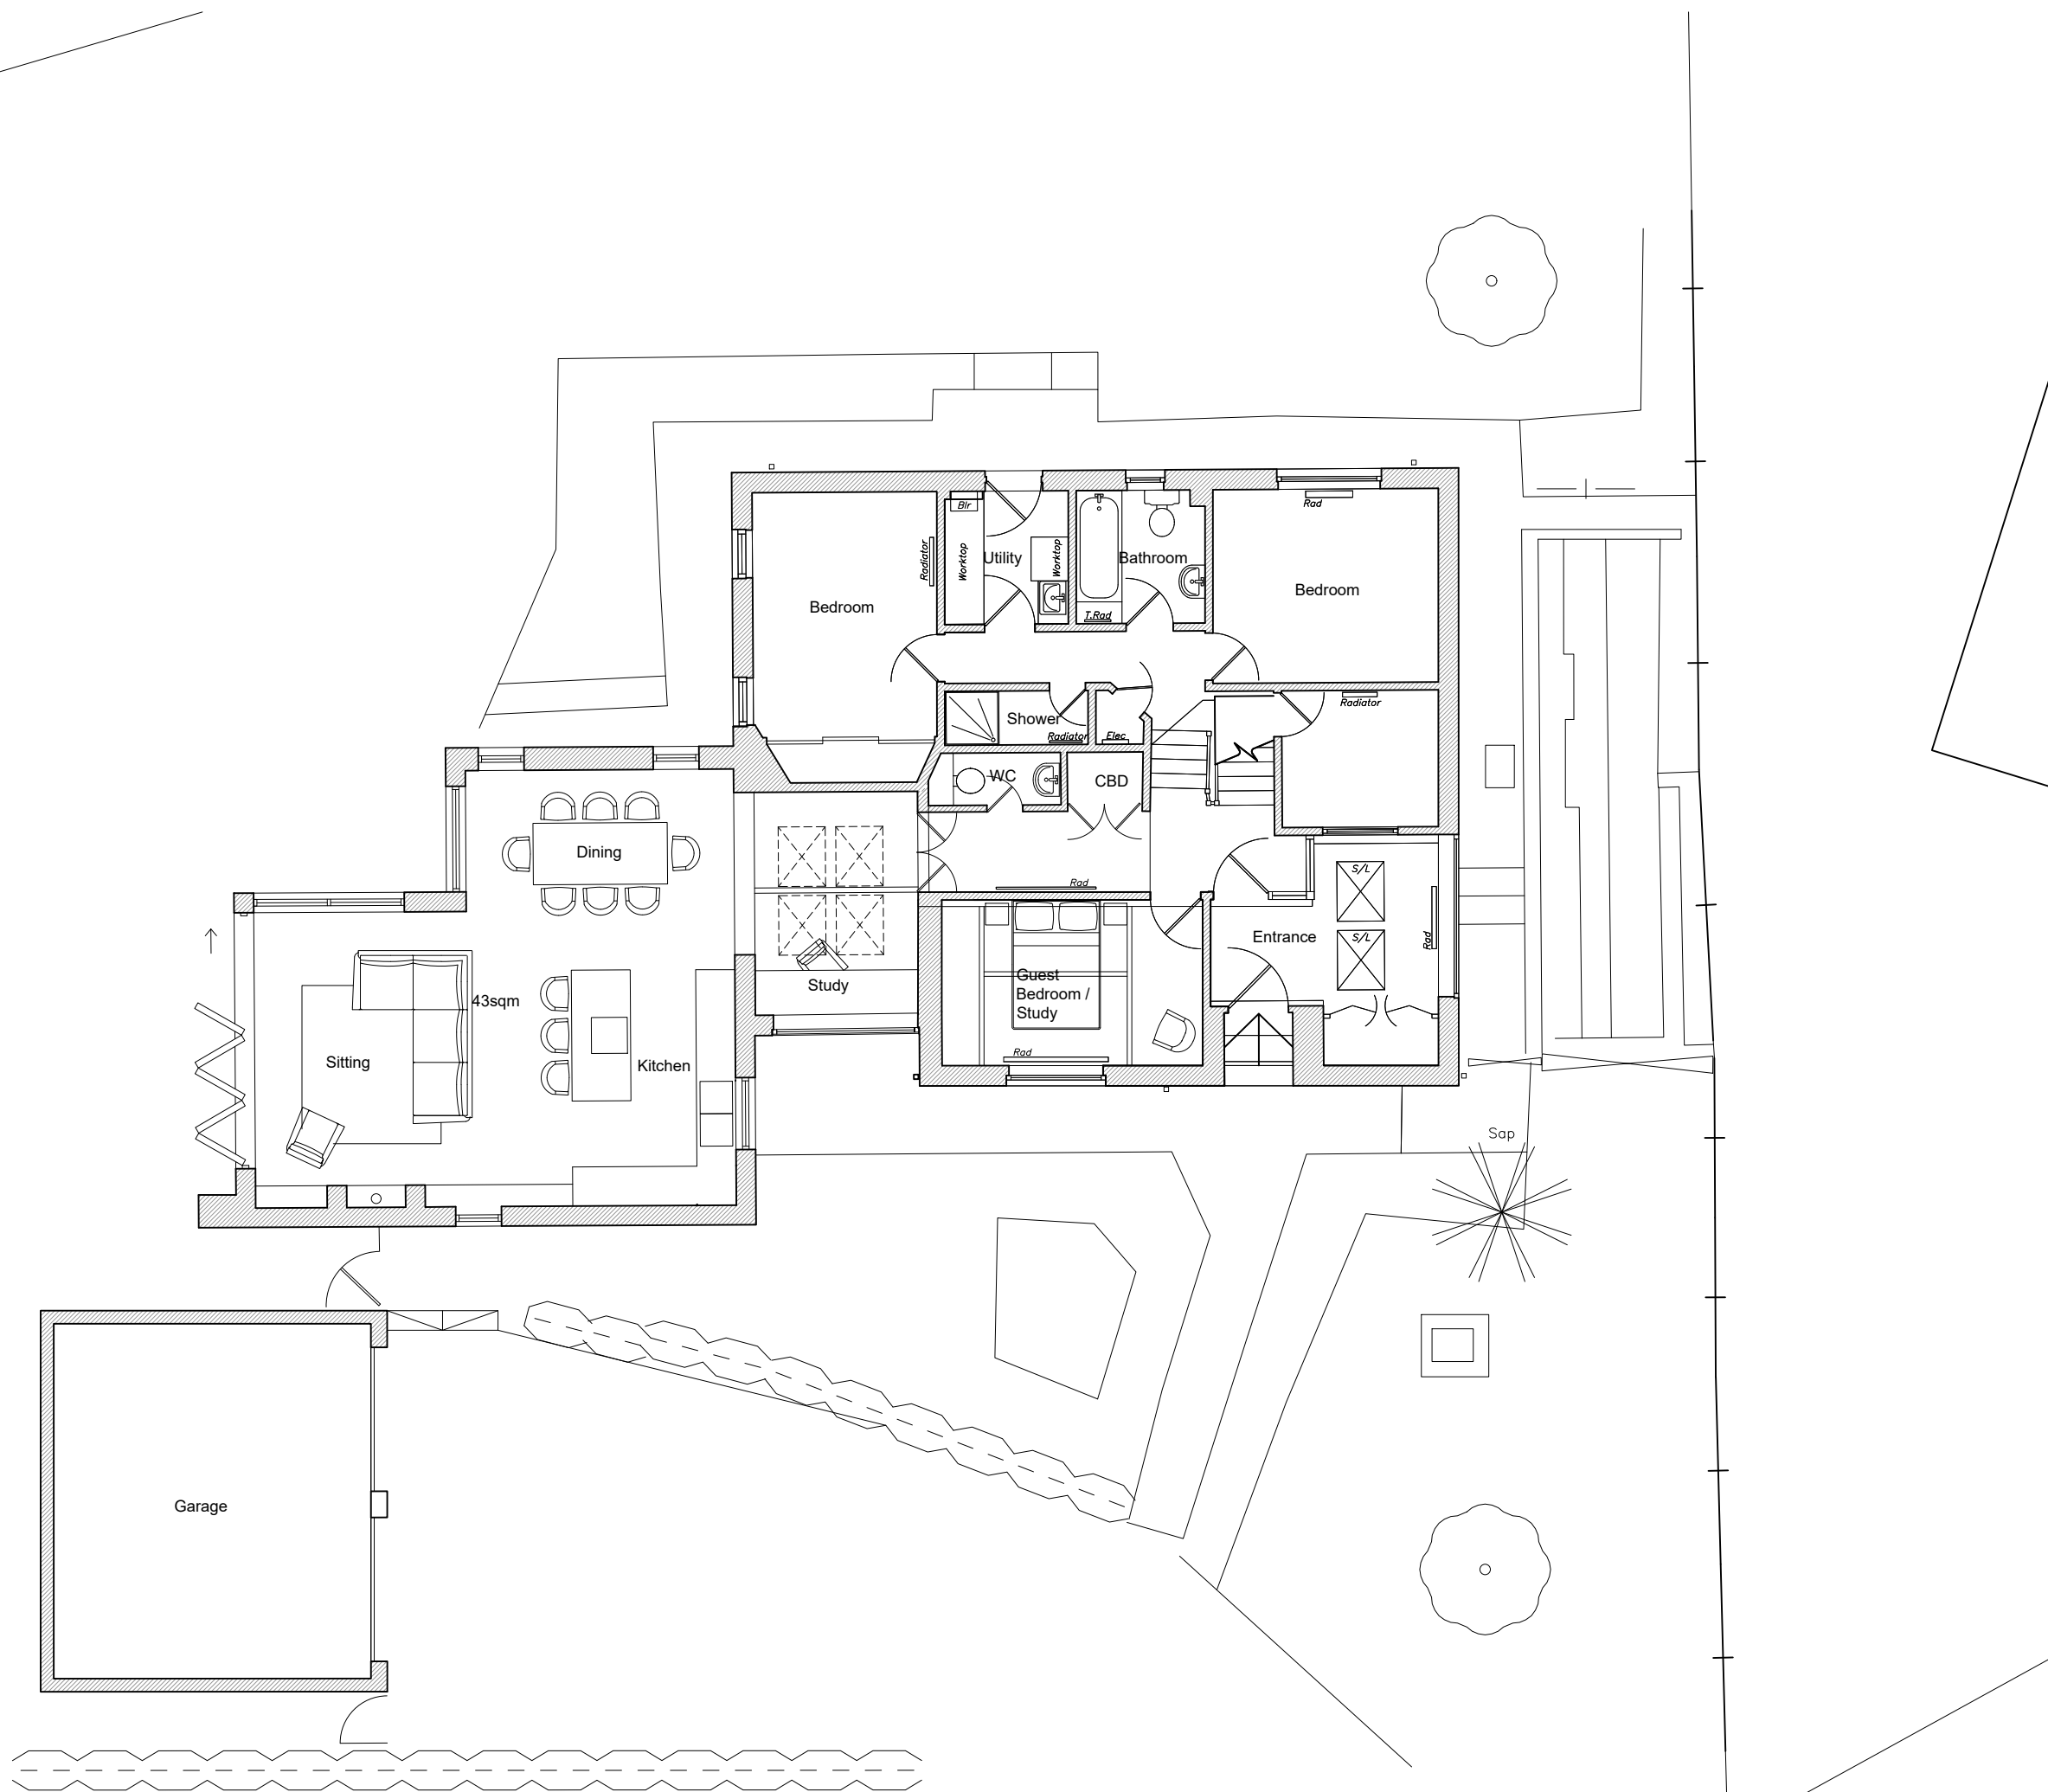 Rad
Blr
Radiator
Worktop
Utility
Worktop
Bathroom
Bedroom
Bedroom
T.Rad
Radiator
Shower
Radiator
Elec
WC
CBD
Dining
S/L
Rad
Entrance
S/L
Rad
Study
Guest
Bedroom /
Study
43sqm
Sitting
Kitchen
Rad
Sap
Garage